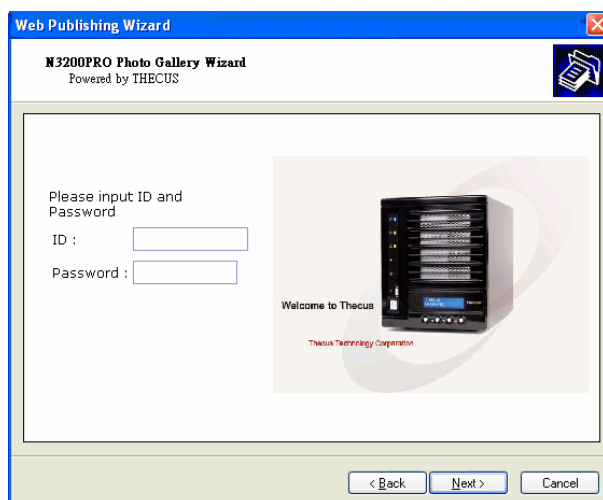 Web Publishing Wizard
N3200PRO Photo Gallery Wizard
Powered by THECUS
Please input ID and
Password
ID :
Password :
Welcome to Thecus
Thecus Technology Corporation
< Back
Next >
Cancel